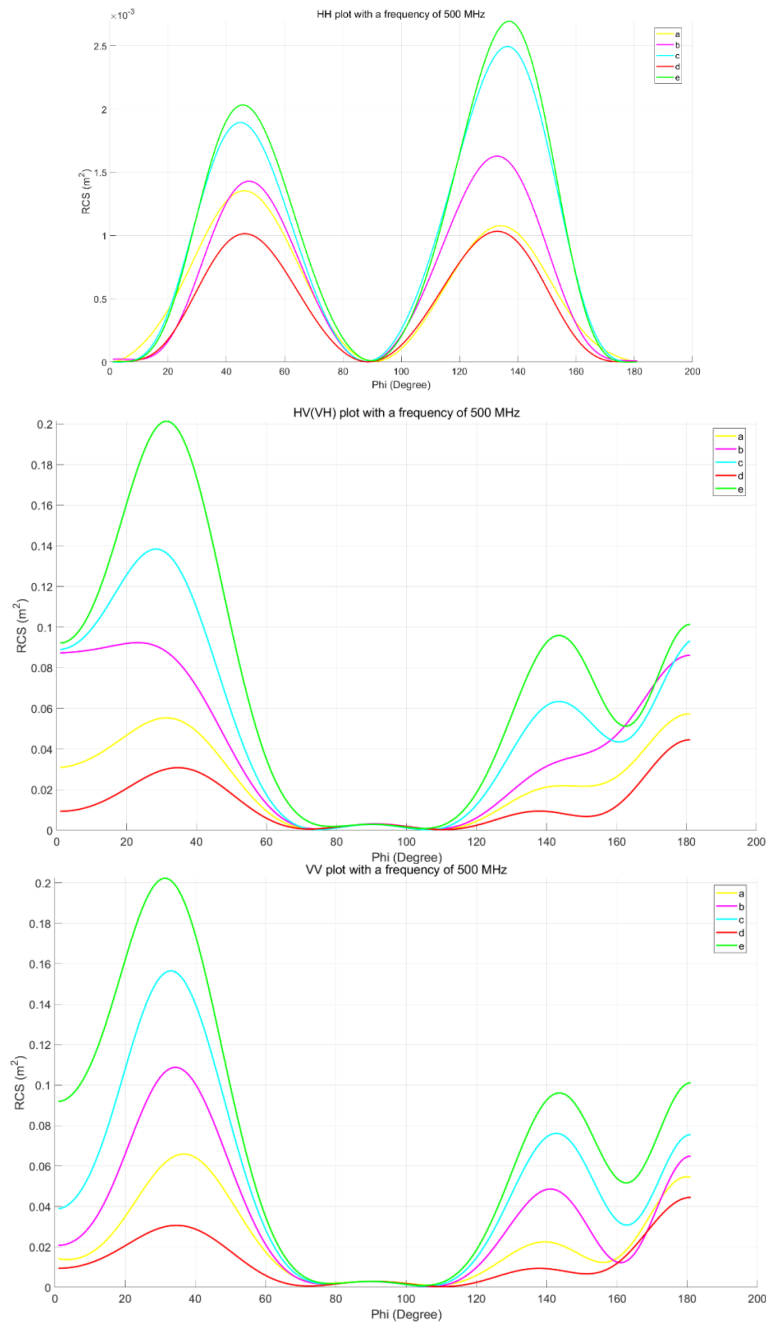 HH plot with a frequency of 500 MHz
×10⁻³
2.5
2
1.5
1
0.5
0
RCS (m²)
a
b
c
d
e
0 20 40 60 80 100 120 140 160 180 200
Phi (Degree)
HV(VH) plot with a frequency of 500 MHz
0.2
0.18
0.16
0.14
0.12
0.1
0.08
0.06
0.04
0.02
0
RCS (m²)
a
b
c
d
e
0 20 40 60 80 100 120 140 160 180 200
Phi (Degree)
VV plot with a frequency of 500 MHz
0.2
0.18
0.16
0.14
0.12
0.1
0.08
0.06
0.04
0.02
0
RCS (m²)
a
b
c
d
e
0 20 40 60 80 100 120 140 160 180 200
Phi (Degree)